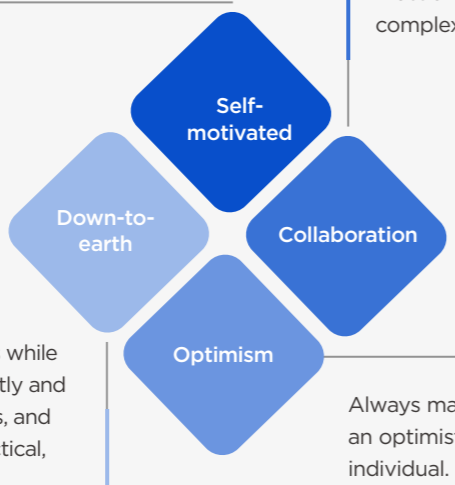 complex
Self-
motivated
Down-to-
earth
Collaboration
Optimism
while
tly and
s, and
tical,
Always ma
an optimis
individual.